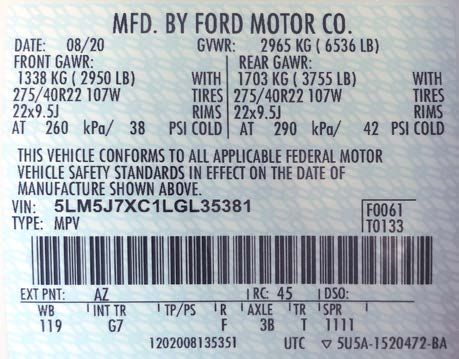 MFD. BY FORD MOTOR CO.
DATE: 08/20 GVWR: 2965 KG ( 6536 LB)
FRONT GAWR: REAR GAWR:
1338 KG ( 2950 LB) WITH 1703 KG ( 3755 LB) WITH
275/40R22 107W TIRES 275/40R22 107W TIRES
22x9.5J RIMS 22x9.5J RIMS
AT 260 kPa/ 38 PSI COLD AT 290 kPa/ 42 PSI COLD
THIS VEHICLE CONFORMS TO ALL APPLICABLE FEDERAL MOTOR
VEHICLE SAFETY STANDARDS IN EFFECT ON THE DATE OF
MANUFACTURE SHOWN ABOVE.
VIN: 5LM5J7XC1LGL35381 F0061
TYPE: MPV T0133
EXT PNT: AZ RC: 45 DSO:
WB INT TR TP/PS R AXLE TR SPR
119 G7 F 3B T 1111
1202008135351 UTC ▽ 5U5A-1520472-BA